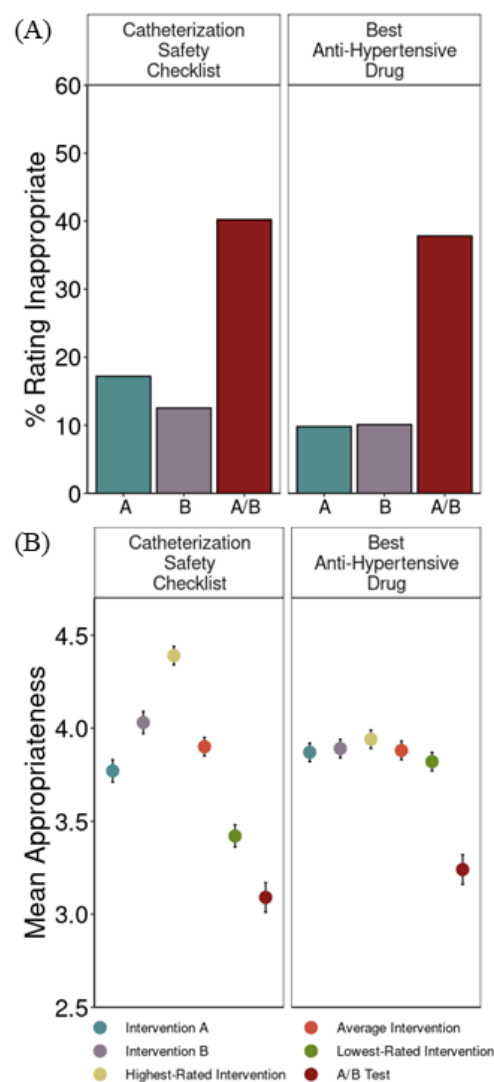 (A)
Catheterization
Safety
Checklist
Best
Anti-Hypertensive
Drug
% Rating Inappropriate
60
50
40
30
20
10
0
A B A/B
A B A/B
(B)
Catheterization
Safety
Checklist
Best
Anti-Hypertensive
Drug
Mean Appropriateness
4.5
4.0
3.5
3.0
2.5
Intervention A
Intervention B
Highest-Rated Intervention
Average Intervention
Lowest-Rated Intervention
A/B Test